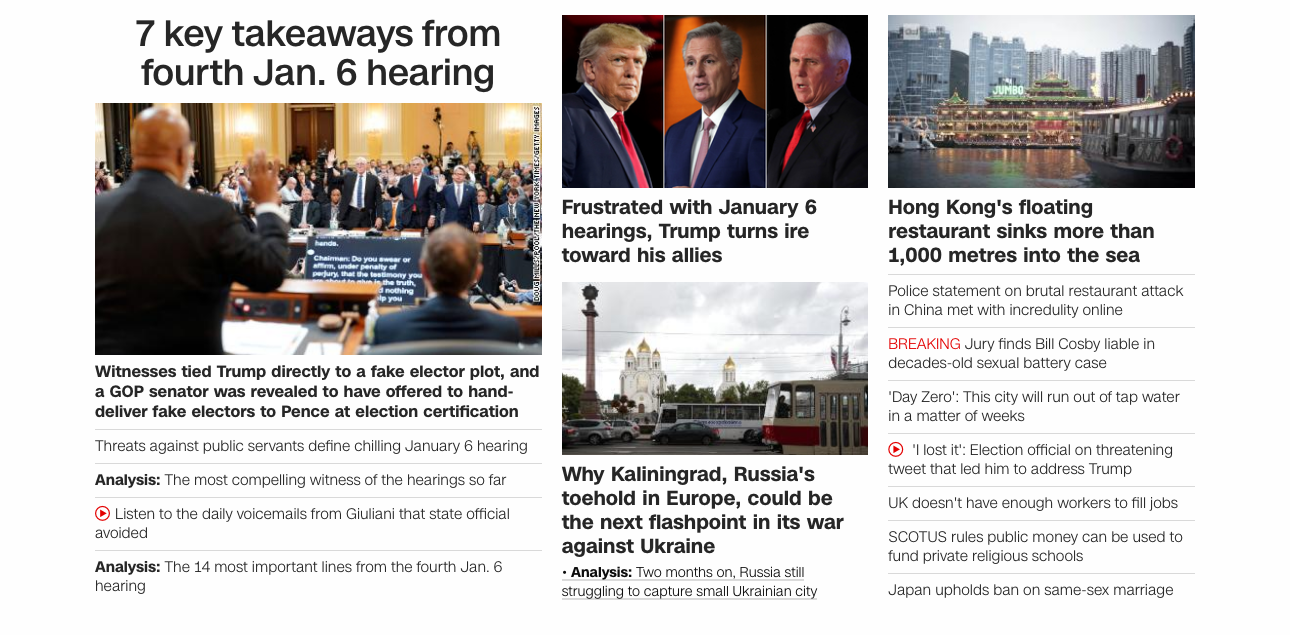 7 key takeaways from
fourth Jan. 6 hearing
DOUG MILLS/POOL/THE NEW YORK TIMES/GETTY IMAGES
hands.
Chairman: Do you swear or
affirm, under penalty of
perjury, that the testimony you
are about to give is the truth,
nothing
help you
Witnesses tied Trump directly to a fake elector plot, and
a GOP senator was revealed to have offered to hand-
deliver fake electors to Pence at election certification
Threats against public servants define chilling January 6 hearing
Analysis: The most compelling witness of the hearings so far
Listen to the daily voicemails from Giuliani that state official
avoided
Analysis: The 14 most important lines from the fourth Jan. 6
hearing
Frustrated with January 6
hearings, Trump turns ire
toward his allies
Why Kaliningrad, Russia's
toehold in Europe, could be
the next flashpoint in its war
against Ukraine
• Analysis: Two months on, Russia still
struggling to capture small Ukrainian city
JUMBO
Hong Kong's floating
restaurant sinks more than
1,000 metres into the sea
Police statement on brutal restaurant attack
in China met with incredulity online
BREAKING Jury finds Bill Cosby liable in
decades-old sexual battery case
'Day Zero': This city will run out of tap water
in a matter of weeks
'I lost it': Election official on threatening
tweet that led him to address Trump
UK doesn't have enough workers to fill jobs
SCOTUS rules public money can be used to
fund private religious schools
Japan upholds ban on same-sex marriage